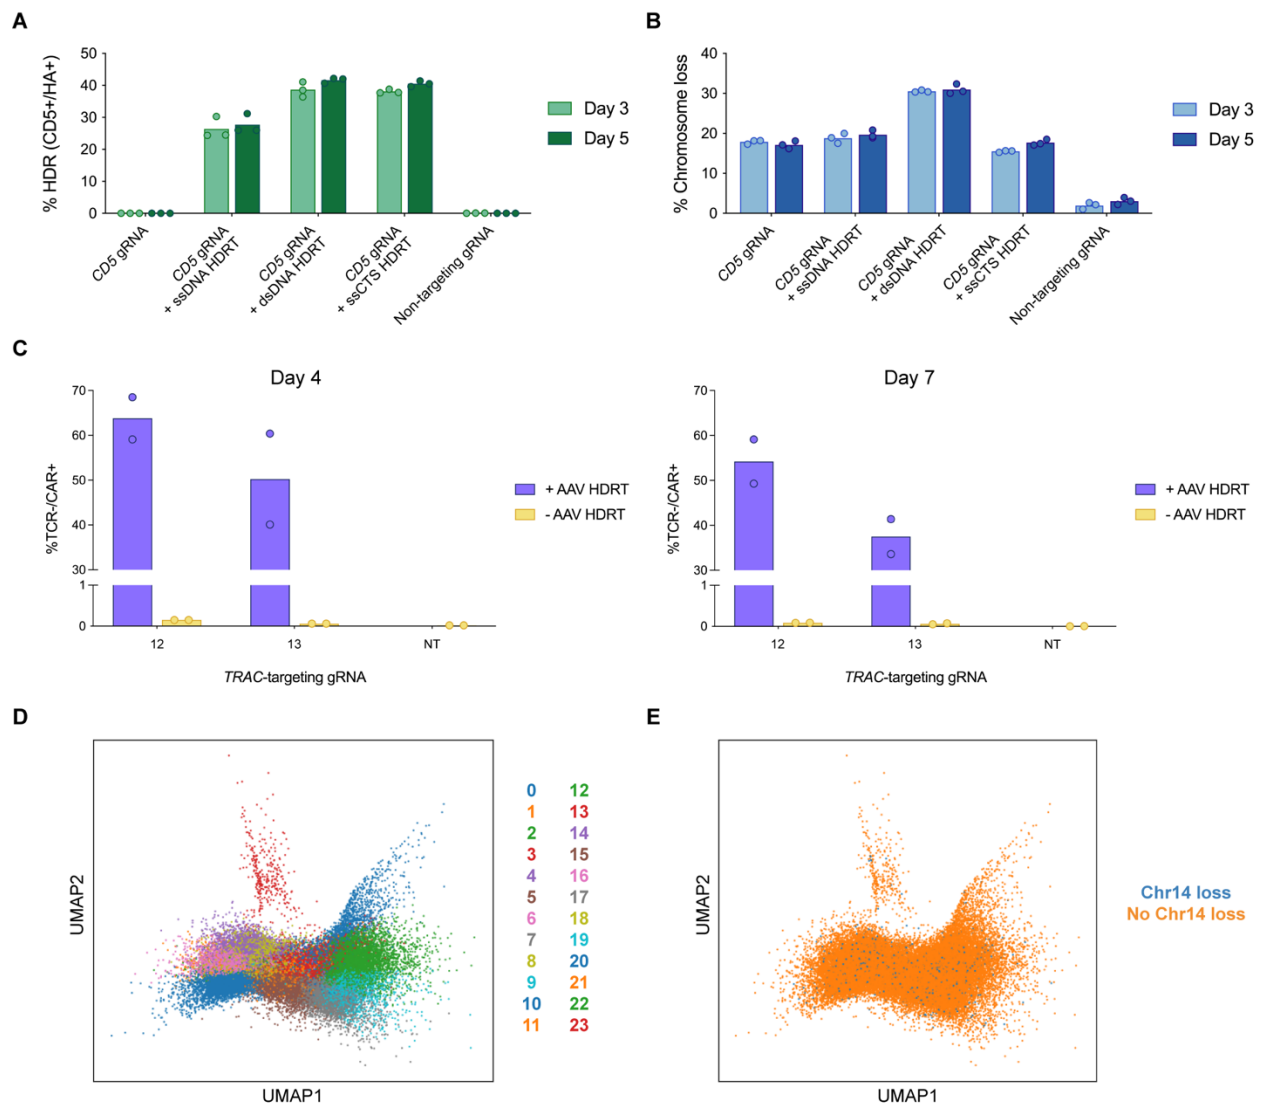 A
% HDR (CD5+/HA+)
50
40
30
20
10
0
CD5 gRNA
CD5 gRNA
+ ssDNA HDRT
CD5 gRNA
+ dsDNA HDRT
CD5 gRNA
+ ssCTS HDRT
Non-targeting gRNA
Day 3
Day 5
B
% Chromosome loss
40
30
20
10
0
CD5 gRNA
CD5 gRNA
+ ssDNA HDRT
CD5 gRNA
+ dsDNA HDRT
CD5 gRNA
+ ssCTS HDRT
Non-targeting gRNA
Day 3
Day 5
C
Day 4
%TCR-/CAR+
70
60
50
40
30
1
0
12
13
NT
TRAC-targeting gRNA
+ AAV HDRT
- AAV HDRT
Day 7
%TCR-/CAR+
70
60
50
40
30
1
0
12
13
NT
TRAC-targeting gRNA
+ AAV HDRT
- AAV HDRT
D
UMAP2
UMAP1
0 12
1 13
2 14
3 15
4 16
5 17
6 18
7 19
8 20
9 21
10 22
11 23
E
UMAP2
UMAP1
Chr14 loss
No Chr14 loss